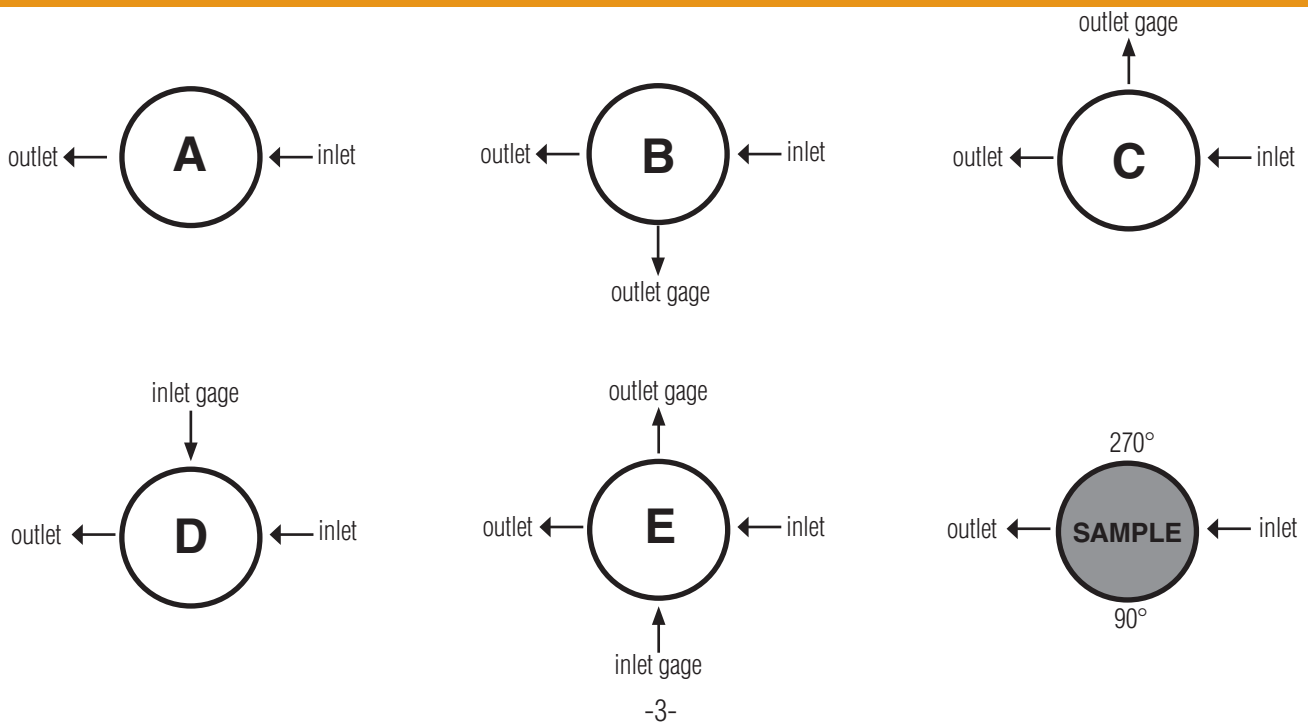 outlet gage
outlet A inlet
outlet B inlet
outlet C inlet
outlet gage
inlet gage
outlet gage
outlet D inlet
outlet E inlet
270°
outlet SAMPLE inlet
90°
inlet gage
-3-